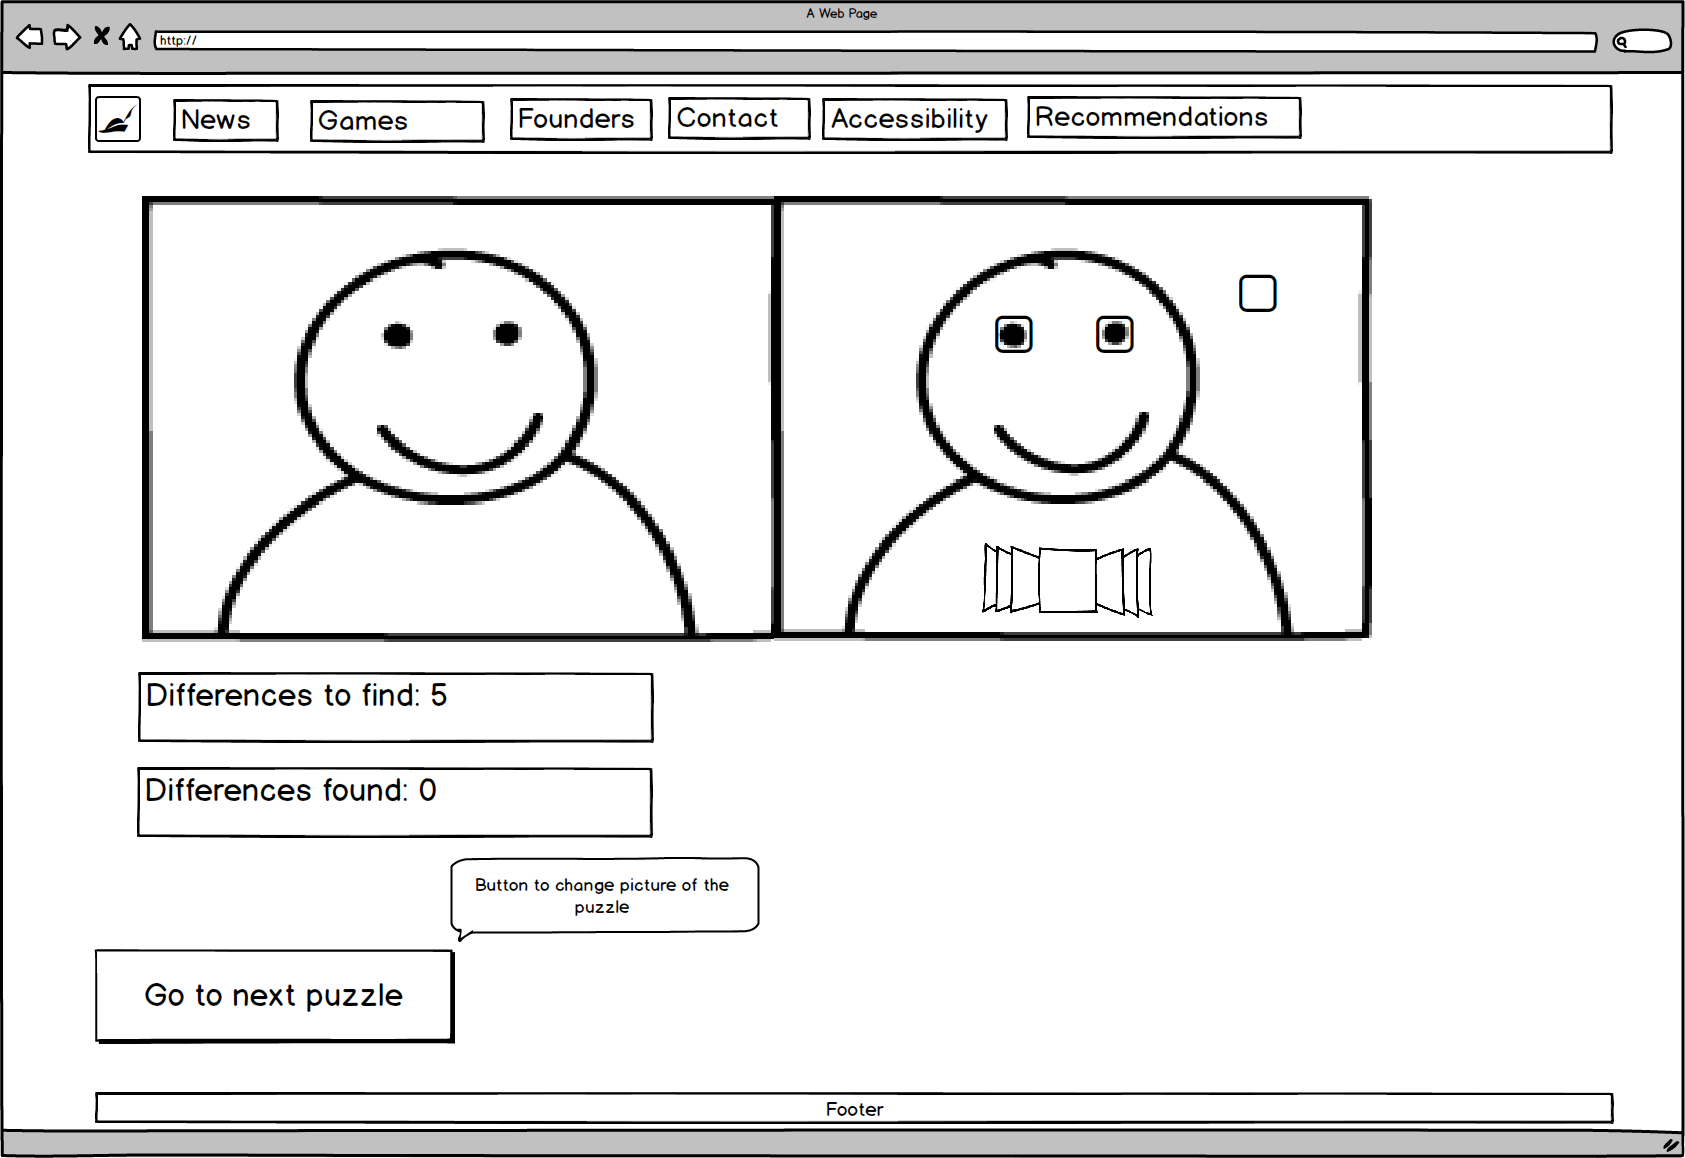 A Web Page
http://
News
Games
Founders
Contact
Accessibility
Recommendations
Differences to find: 5
Differences found: 0
Button to change picture of the
puzzle
Go to next puzzle
Footer